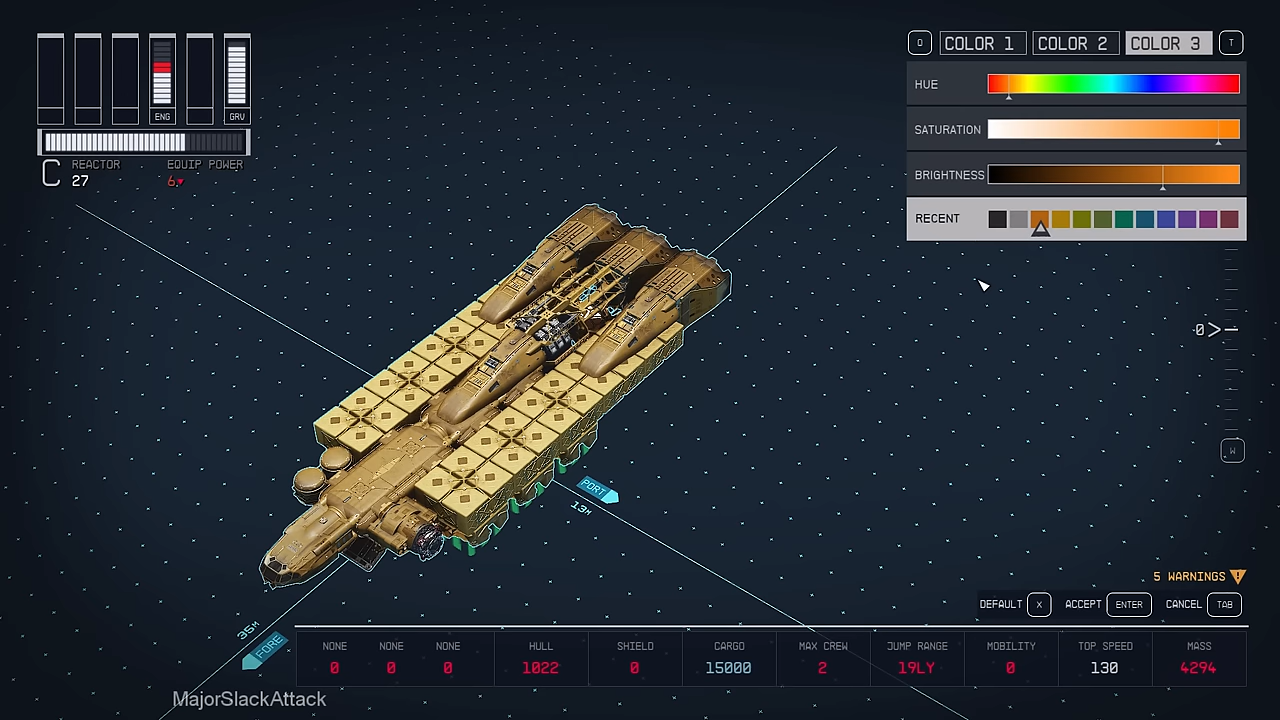 ENG
GRV
C
REACTOR
27
EQUIP POWER
6
Q
COLOR 1
COLOR 2
COLOR 3
T
HUE
SATURATION
BRIGHTNESS
RECENT
0
W
PORT
13M
35M
FORE
5 WARNINGS
DEFAULT X ACCEPT ENTER CANCEL TAB
NONE NONE NONE HULL SHIELD CARGO MAX CREW JUMP RANGE MOBILITY TOP SPEED MASS
0 0 0 1022 0 15000 2 19LY 0 130 4294
MajorSlackAttack